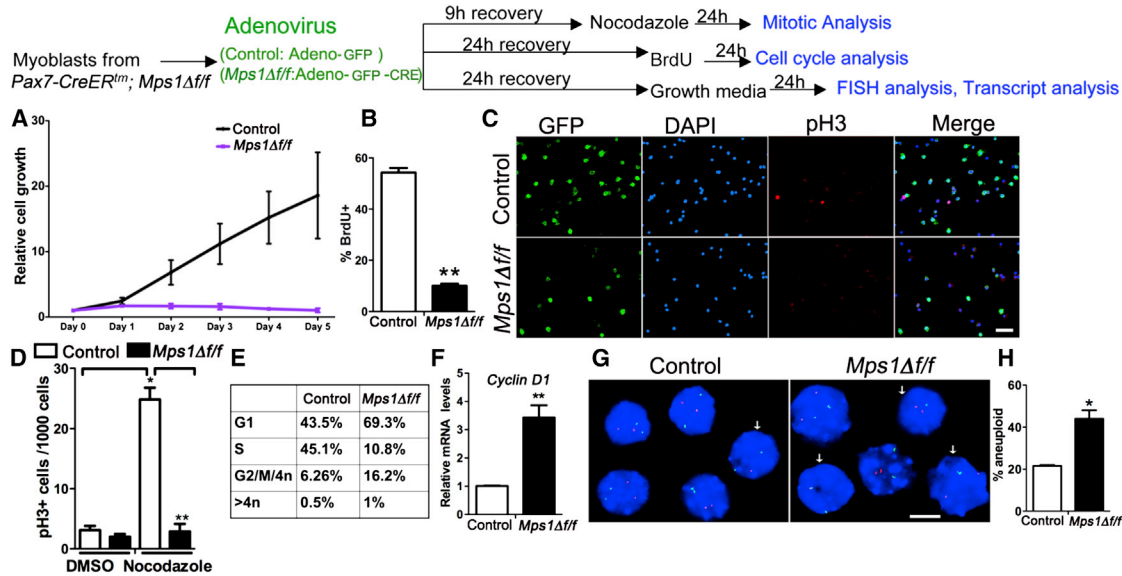 Myoblasts from
Pax7-CreERtm; Mps1Δf/f
Adenovirus
(Control: Adeno-GFP )
(Mps1Δf/f:Adeno-GFP-CRE)
9h recovery
Nocodazole
24h
Mitotic Analysis
24h recovery
BrdU
24h
Cell cycle analysis
24h recovery
Growth media
24h
FISH analysis, Transcript analysis
A
Relative cell growth
30
20
10
0
Control
Mps1Δf/f
Day 0 Day 1 Day 2 Day 3 Day 4 Day 5
B
% BrdU+
60
40
20
0
**
Control Mps1Δf/f
C
GFP DAPI pH3 Merge
Control
Mps1Δf/f
D
Control Mps1Δf/f
pH3+ cells /1000 cells
30
20
10
0
*
**
DMSO Nocodazole
E
Control Mps1Δf/f
G1 43.5% 69.3%
S 45.1% 10.8%
G2/M/4n 6.26% 16.2%
>4n 0.5% 1%
F
Cyclin D1
Relative mRNA levels
5
4
3
2
1
0
**
Control Mps1Δf/f
G
Control Mps1Δf/f
H
% aneuploid
60
40
20
0
*
Control Mps1Δf/f